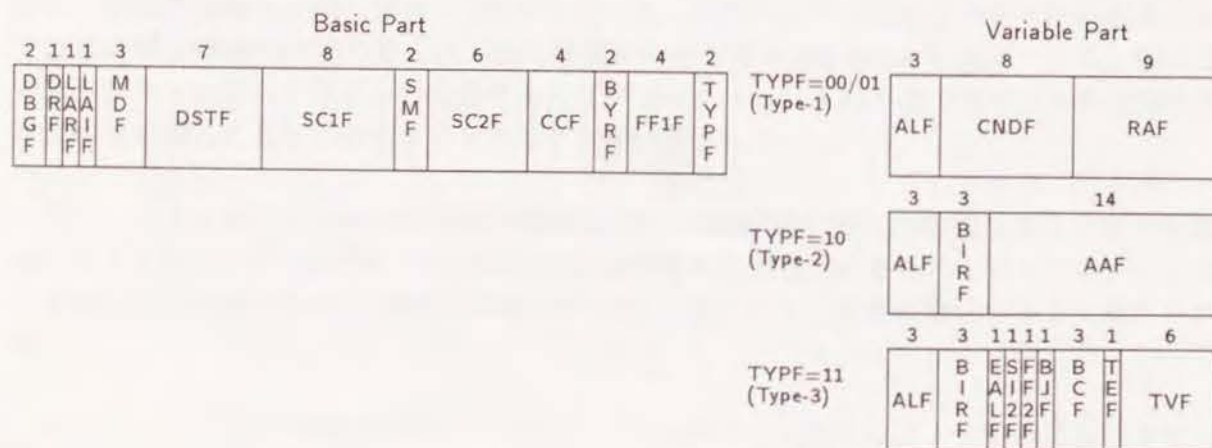 Basic Part
2 1 1 1 3 7 8 2 6 4 2 4 2
DBGF DRF LARF LAIF MDF DSTF SC1F SMF SC2F CCF BYRF FF1F TYPF
Variable Part
3 8 9
TYPF=00/01
(Type-1)
ALF CNDF RAF
3 3 14
TYPF=10
(Type-2)
ALF BIRF AAF
3 3 1 1 1 1 3 1 6
TYPF=11
(Type-3)
ALF BIRF EALF SI2F FF2F BJF BCF TEF TVF